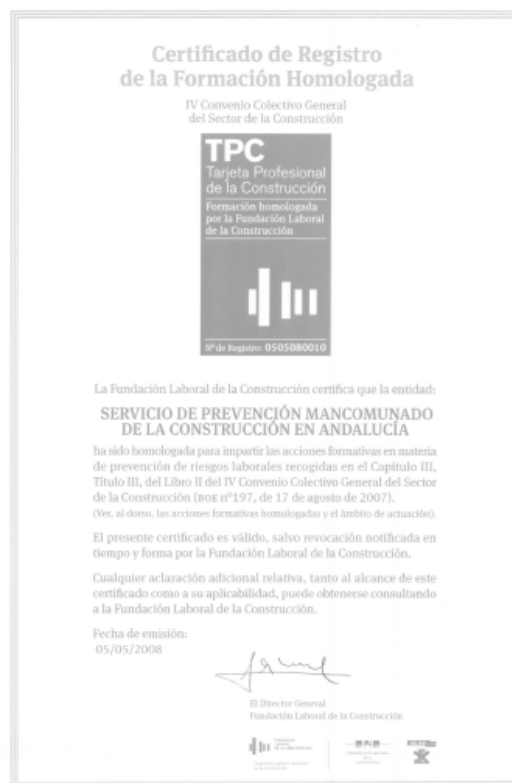 Certificado de Registro
de la Formación Homologada
IV Convenio Colectivo General
del Sector de la Construcción
TPC
Tarjeta Profesional
de la Construcción
Formación homologada
por la Fundación Laboral
de la Construcción
Nº de Registro: 0505080010
La Fundación Laboral de la Construcción certifica que la entidad:
SERVICIO DE PREVENCIÓN MANCOMUNADO
DE LA CONSTRUCCIÓN EN ANDALUCÍA
ha sido homologada para impartir las acciones formativas en materia
de prevención de riesgos laborales recogidas en el Capítulo III,
Título III, del Libro II del IV Convenio Colectivo General del Sector
de la Construcción (BOE nº197, de 17 de agosto de 2007).
(Ver, al dorso, las acciones formativas homologadas y el ámbito de actuación).
El presente certificado es válido, salvo revocación notificada en
tiempo y forma por la Fundación Laboral de la Construcción.
Cualquier aclaración adicional relativa, tanto al alcance de este
certificado como a su aplicabilidad, puede obtenerse consultando
a la Fundación Laboral de la Construcción.
Fecha de emisión:
05/05/2008
El Director General
Fundación Laboral de la Construcción